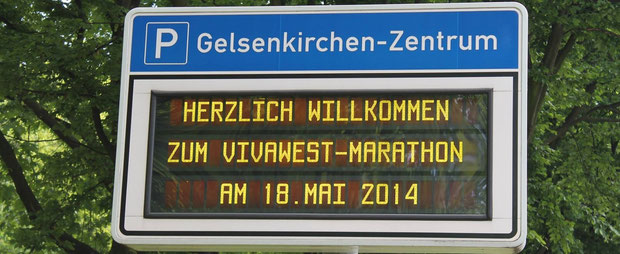 P Gelsenkirchen-Zentrum
HERZLICH WILLKOMMEN
ZUM VIVAWEST-MARATHON
AM 18.MAI 2014